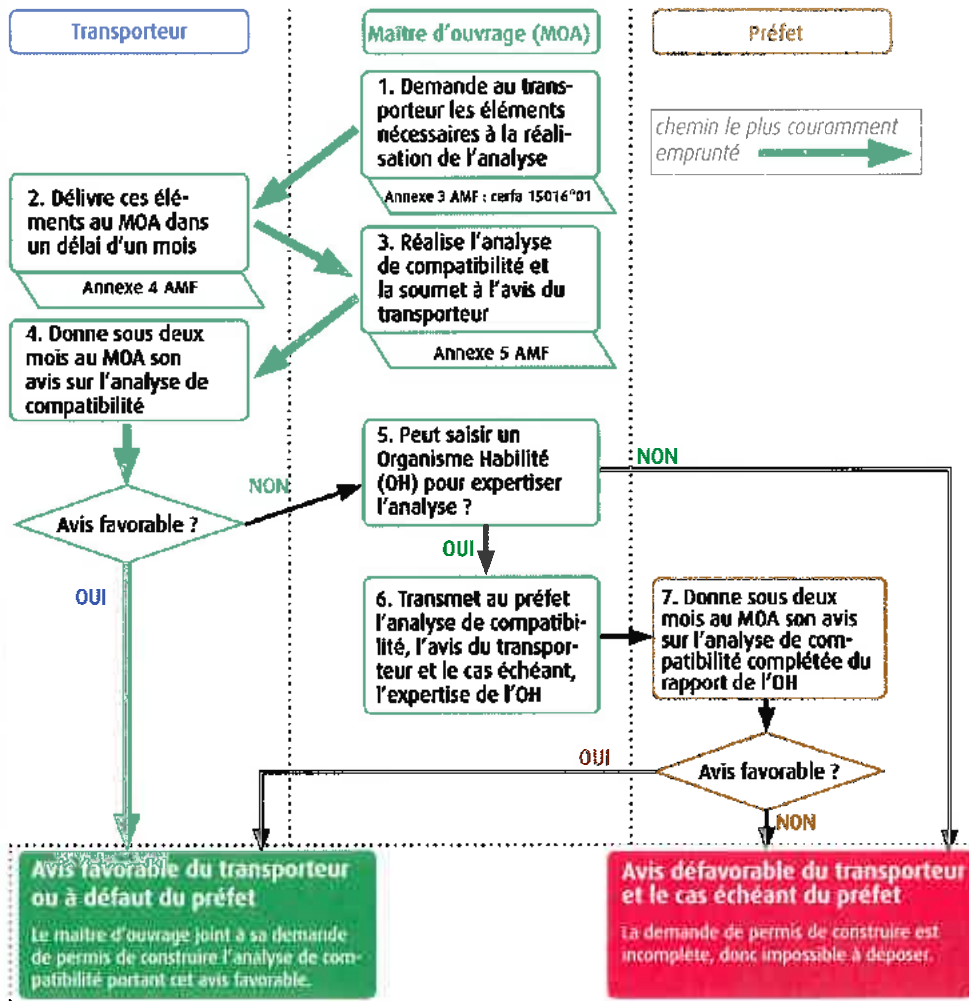 Transporteur
Maître d'ouvrage (MOA)
Préfet
1. Demande au trans-
porteur les éléments
nécessaires à la réali-
sation de l'analyse
Annexe 3 AMF : cerfa 15016*01
chemin le plus couramment
emprunté
2. Délivre ces élé-
ments au MOA dans
un délai d'un mois
Annexe 4 AMF
3. Réalise l'analyse
de compatibilité et
la soumet à l'avis du
transporteur
Annexe 5 AMF
4. Donne sous deux
mois au MOA son
avis sur l'analyse de
compatibilité
5. Peut saisir un
Organisme Habilité
(OH) pour expertiser
l'analyse ?
NON
NON
Avis favorable ?
OUI
OUI
6. Transmet au préfet
l'analyse de compatibi-
lité, l'avis du transpor-
teur et le cas échéant,
l'expertise de l'OH
7. Donne sous deux
mois au MOA son avis
sur l'analyse de com-
patibilité complétée du
rapport de l'OH
OUI
Avis favorable ?
NON
Avis favorable du transporteur
ou à défaut du préfet
Le maître d'ouvrage joint à sa demande
de permis de construire l'analyse de com-
patibilité portant cet avis favorable.
Avis défavorable du transporteur
et le cas échéant du préfet
La demande de permis de construire est
incomplète, donc impossible à déposer.